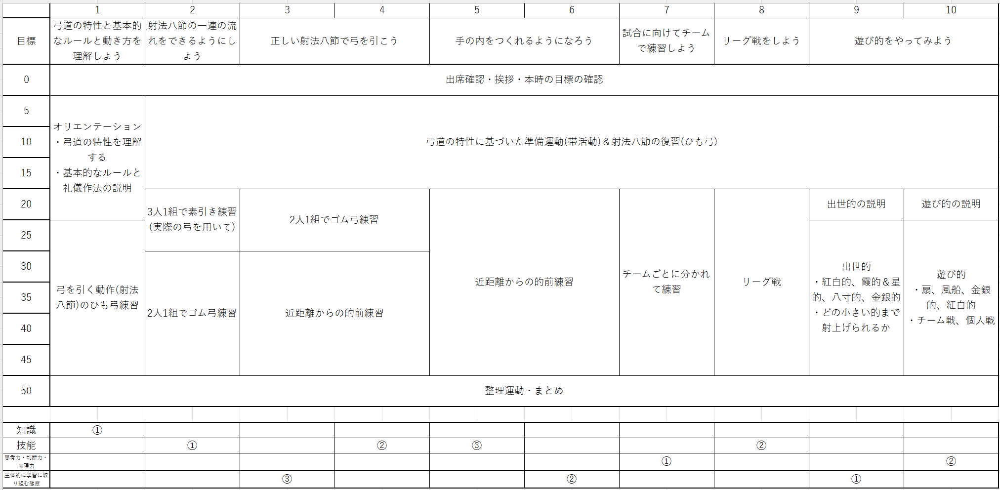 1 2 3 4 5 6 7 8 9 10
目標
弓道の特性と基本的
なルールと動き方を
理解しよう
射法八節の一連の流
れをできるようにし
よう
正しい射法八節で弓を引こう
手の内をつくれるようになろう
試合に向けてチーム
で練習しよう
リーグ戦をしよう
遊び的をやってみよう
0
出席確認・挨拶・本時の目標の確認
5
10
15
20
25
30
35
40
45
オリエンテーション
・弓道の特性を理解
する
・基本的なルールと
礼儀作法の説明
弓を引く動作(射法
八節)のひも弓練習
弓道の特性に基づいた準備運動(帯活動)&射法八節の復習(ひも弓)
3人1組で素引き練習
(実際の弓を用いて)
2人1組でゴム弓練習
2人1組でゴム弓練習
近距離からの的前練習
近距離からの的前練習
チームごとに分かれ
て練習
リーグ戦
出世的の説明
出世的
・紅白的、霞的&星
的、八寸的、金銀的
・どの小さい的まで
射上げられるか
遊び的の説明
遊び的
・扇、風船、金銀
的、紅白的
・チーム戦、個人戦
50
整理運動・まとめ
知識 ①
技能 ① ② ③ ②
思考力・判断力・
表現力
① ②
主体的に学習に取
り組む態度
③ ② ①